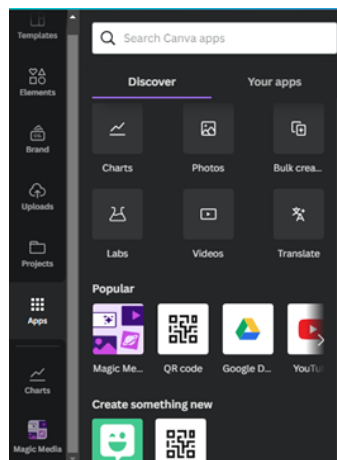 Templates
Elements
Brand
Uploads
Projects
Apps
Charts
Magic Media
Search Canva apps
Discover Your apps
Charts Photos Bulk crea...
Labs Videos Translate
Popular
Magic Me... QR code Google D... YouTu
Create something new